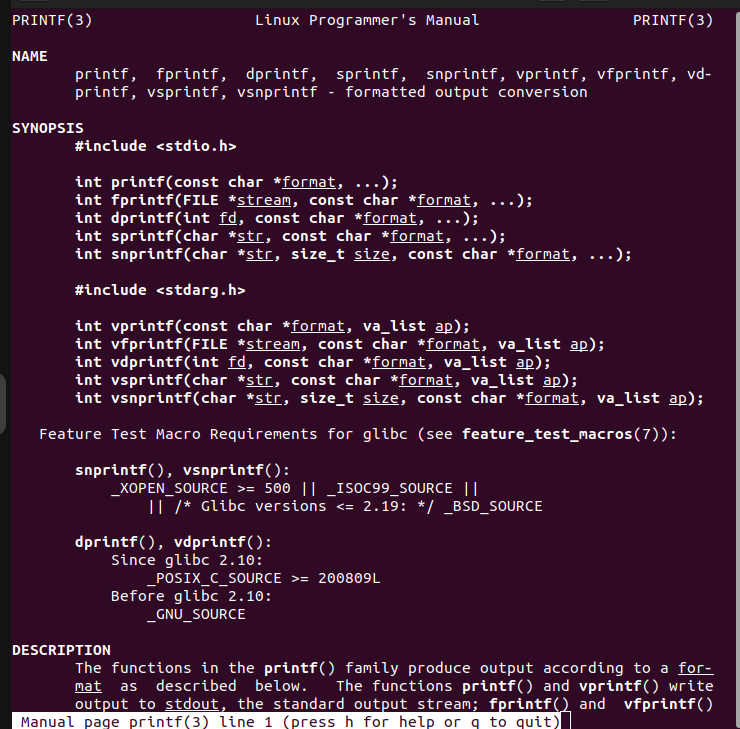 PRINTF(3) Linux Programmer's Manual PRINTF(3)
NAME
printf, fprintf, dprintf, sprintf, snprintf, vprintf, vfprintf, vd-
printf, vsprintf, vsnprintf - formatted output conversion
SYNOPSIS
#include <stdio.h>
int printf(const char *format, ...);
int fprintf(FILE *stream, const char *format, ...);
int dprintf(int fd, const char *format, ...);
int sprintf(char *str, const char *format, ...);
int snprintf(char *str, size_t size, const char *format, ...);
#include <stdarg.h>
int vprintf(const char *format, va_list ap);
int vfprintf(FILE *stream, const char *format, va_list ap);
int vdprintf(int fd, const char *format, va_list ap);
int vsprintf(char *str, const char *format, va_list ap);
int vsnprintf(char *str, size_t size, const char *format, va_list ap);
Feature Test Macro Requirements for glibc (see feature_test_macros(7)):
snprintf(), vsnprintf():
_XOPEN_SOURCE >= 500 || _ISOC99_SOURCE ||
|| /* Glibc versions <= 2.19: */ _BSD_SOURCE
dprintf(), vdprintf():
Since glibc 2.10:
_POSIX_C_SOURCE >= 200809L
Before glibc 2.10:
_GNU_SOURCE
DESCRIPTION
The functions in the printf() family produce output according to a for-
mat as described below. The functions printf() and vprintf() write
output to stdout, the standard output stream; fprintf() and vfprintf()
Manual page printf(3) line 1 (press h for help or q to quit)